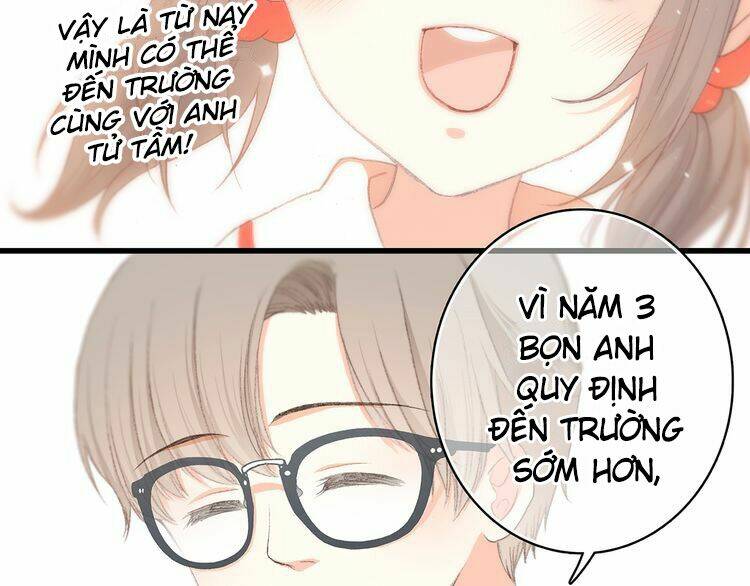 VẬY LÀ TỪ NAY
MÌNH CÓ THỂ
ĐẾN TRƯỜNG
CÙNG VỚI ANH
TỬ TẦM!
VÌ NĂM 3
BỌN ANH
QUY ĐỊNH
ĐẾN TRƯỜNG
SỚM HƠN,